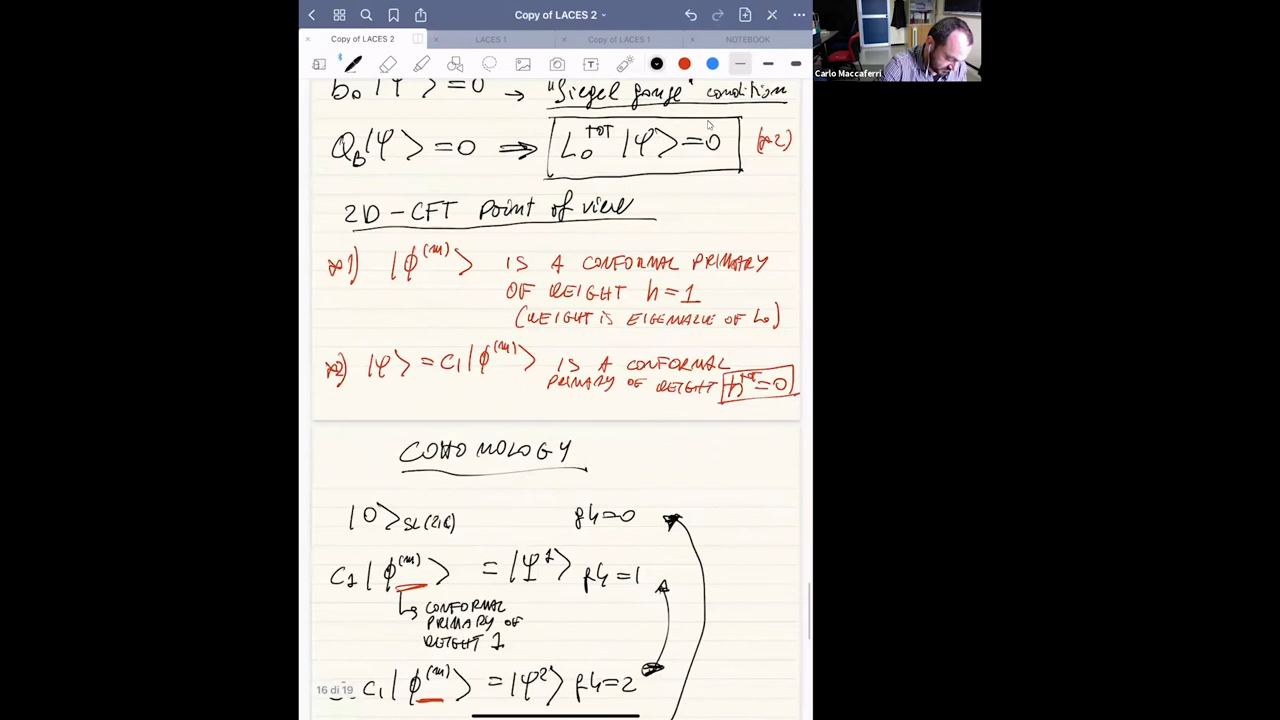 Copy of LACES 2
Copy of LACES 2
LACES 1
Copy of LACES 1
NOTEBOOK
Carlo Maccaferri
b₀|Ψ⟩=0 → "Siegel gauge" condition
Q_B|Ψ⟩=0 ⟹ L₀^TOT |Ψ⟩=0 (*2)
2D-CFT point of view
*1) |ϕ^(m)⟩ IS A CONFORMAL PRIMARY
OF WEIGHT h=1
(WEIGHT IS EIGENVALUE OF L₀)
*2) |Ψ⟩ = C₁|ϕ^(m)⟩ IS A CONFORMAL
PRIMARY OF WEIGHT h^TOT=0
COHOMOLOGY
|0⟩ SL(2,C) gh=0
C₁|ϕ^(m)⟩ = |Ψ¹⟩ gh=1
↳ CONFORMAL
PRIMARY OF
WEIGHT 1
C₁|ϕ^(m)⟩ = |Ψ²⟩ gh=2
16 di 19